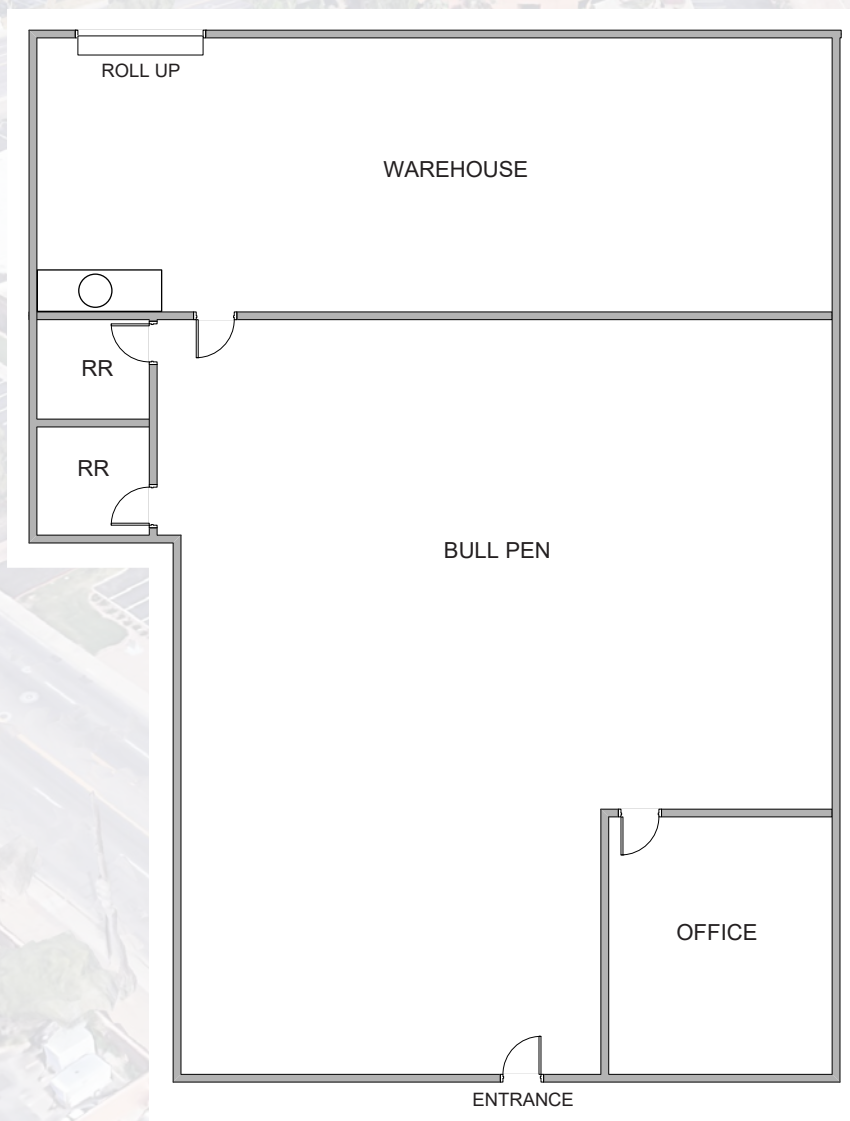 ROLL UP
WAREHOUSE
RR
RR
BULL PEN
OFFICE
ENTRANCE